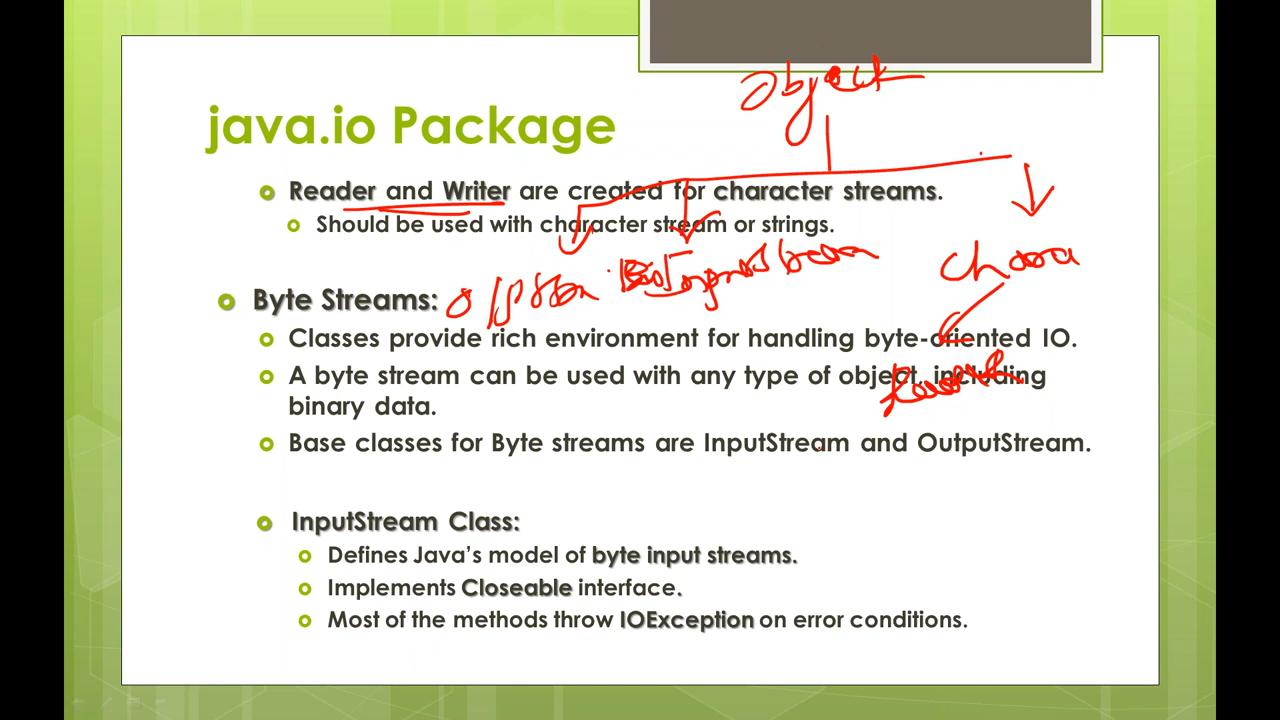 Object
java.io Package
Reader and Writer are created for character streams.
Should be used with character stream or strings.
InputStream
Chara
Byte Streams:
Classes provide rich environment for handling byte-oriented IO.
A byte stream can be used with any type of object, including
binary data.
Base classes for Byte streams are InputStream and OutputStream.
InputStream Class:
Defines Java's model of byte input streams.
Implements Closeable interface.
Most of the methods throw IOException on error conditions.